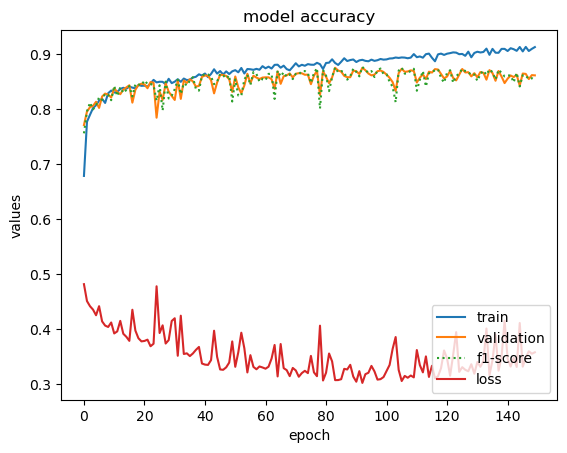 model accuracy
0.9
0.8
0.7
0.6
0.5
0.4
0.3
values
train
validation
f1-score
loss
0 20 40 60 80 100 120 140
epoch